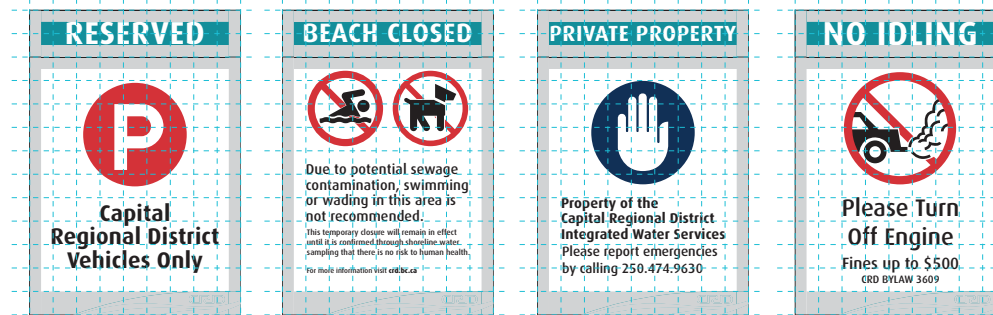 RESERVED
P
Capital
Regional District
Vehicles Only
BEACH CLOSED
Due to potential sewage
contamination, swimming
or wading in this area is
not recommended.
This temporary closure will remain in effect
until it is confirmed through shoreline water
sampling that there is no risk to human health.
For more information visit crd.bc.ca
PRIVATE PROPERTY
Property of the
Capital Regional District
Integrated Water Services
Please report emergencies
by calling 250.474.9630
NO IDLING
Please Turn
Off Engine
Fines up to $500
CRD BYLAW 3609